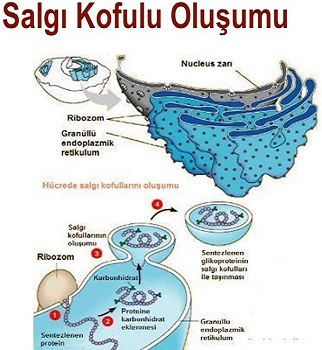 Salgı Kofulu Oluşumu
Nucleus zarı
Ribozom
Granüllü
endoplazmik
retikulum
Hücrede salgı kofullarını oluşumu
4
Salgı
kofullarının
oluşumu
3
Sentezlenen
glikoproteinin
salgı kofulları
ile taşınması
Ribozom
Karbonhidrat
1
2
Proteine
karbonhidrat
eklenmesi
Sentezlenen
protein
Granüllü
endoplazmik
retikulum